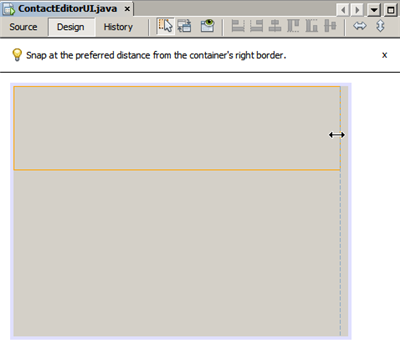 ContactEditorUI.java x
Source Design History
Snap at the preferred distance from the container's right border. x